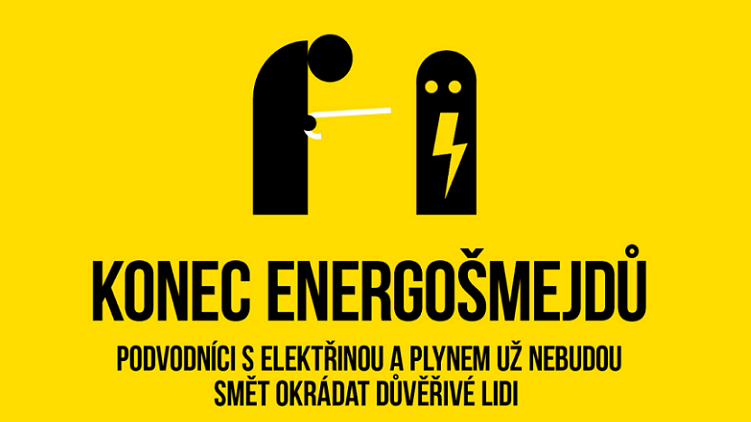 KONEC ENERGOŠMEJDŮ
PODVODNÍCI S ELEKTŘINOU A PLYNEM UŽ NEBUDOU
SMĚT OKRÁDAT DŮVĚŘIVÉ LIDI